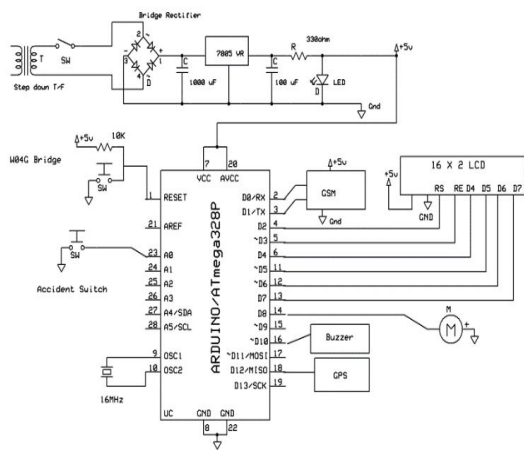 Bridge Rectifier
Step down T/F
T
SW
2
- +
3 1
4
D
C
1000 uF
7805 VR
C
100 uF
R
330ohm
LED
D
+5v
Gnd
+5v
10K
W04G Bridge
SW
SW
Accident Switch
16MHz
7 20
VCC AVCC
ARDUINO/ATmega328P
1 RESET
21 AREF
23 A0
24 A1
25 A2
26 A3
27 A4/SDA
28 A5/SCL
9 OSC1
10 OSC2
UC
GND GND
8 22
D0/RX 2
D1/TX 3
D2 4
~D3 5
D4 6
~D5 11
~D6 12
D7 13
D8 14
~D9 15
~D10 16
~D11/MOSI 17
D12/MISO 18
D13/SCK 19
+5v
GSM
Gnd
16 X 2 LCD
RS RE D4 D5 D6 D7
+5v
GND
M
M
+
Buzzer
GPS